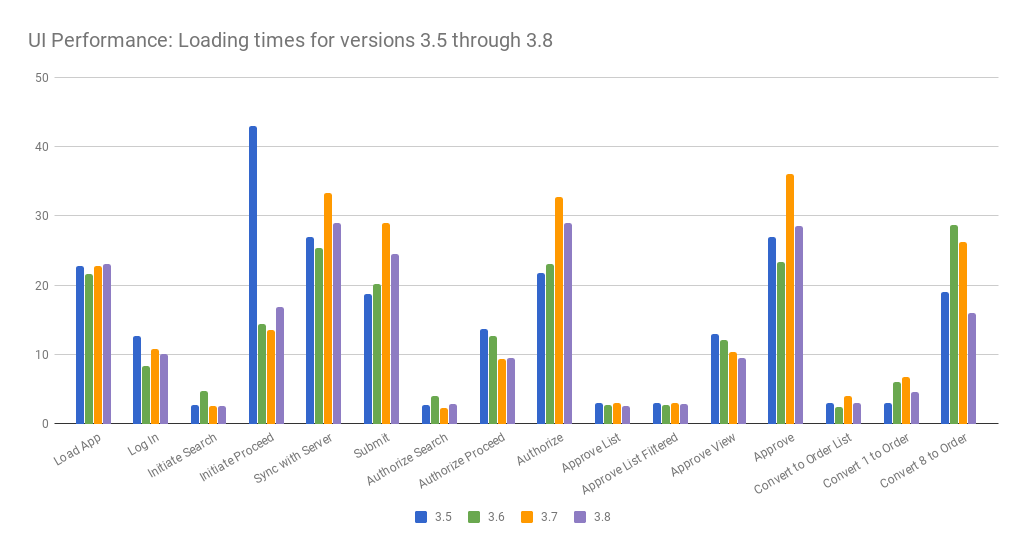 UI Performance: Loading times for versions 3.5 through 3.8
50
40
30
20
10
0
Load App
Log In
Initiate Search
Initiate Proceed
Sync with Server
Submit
Authorize Search
Authorize Proceed
Authorize
Approve List
Approve List Filtered
Approve View
Approve
Convert to Order List
Convert 1 to Order
Convert 8 to Order
3.5 3.6 3.7 3.8